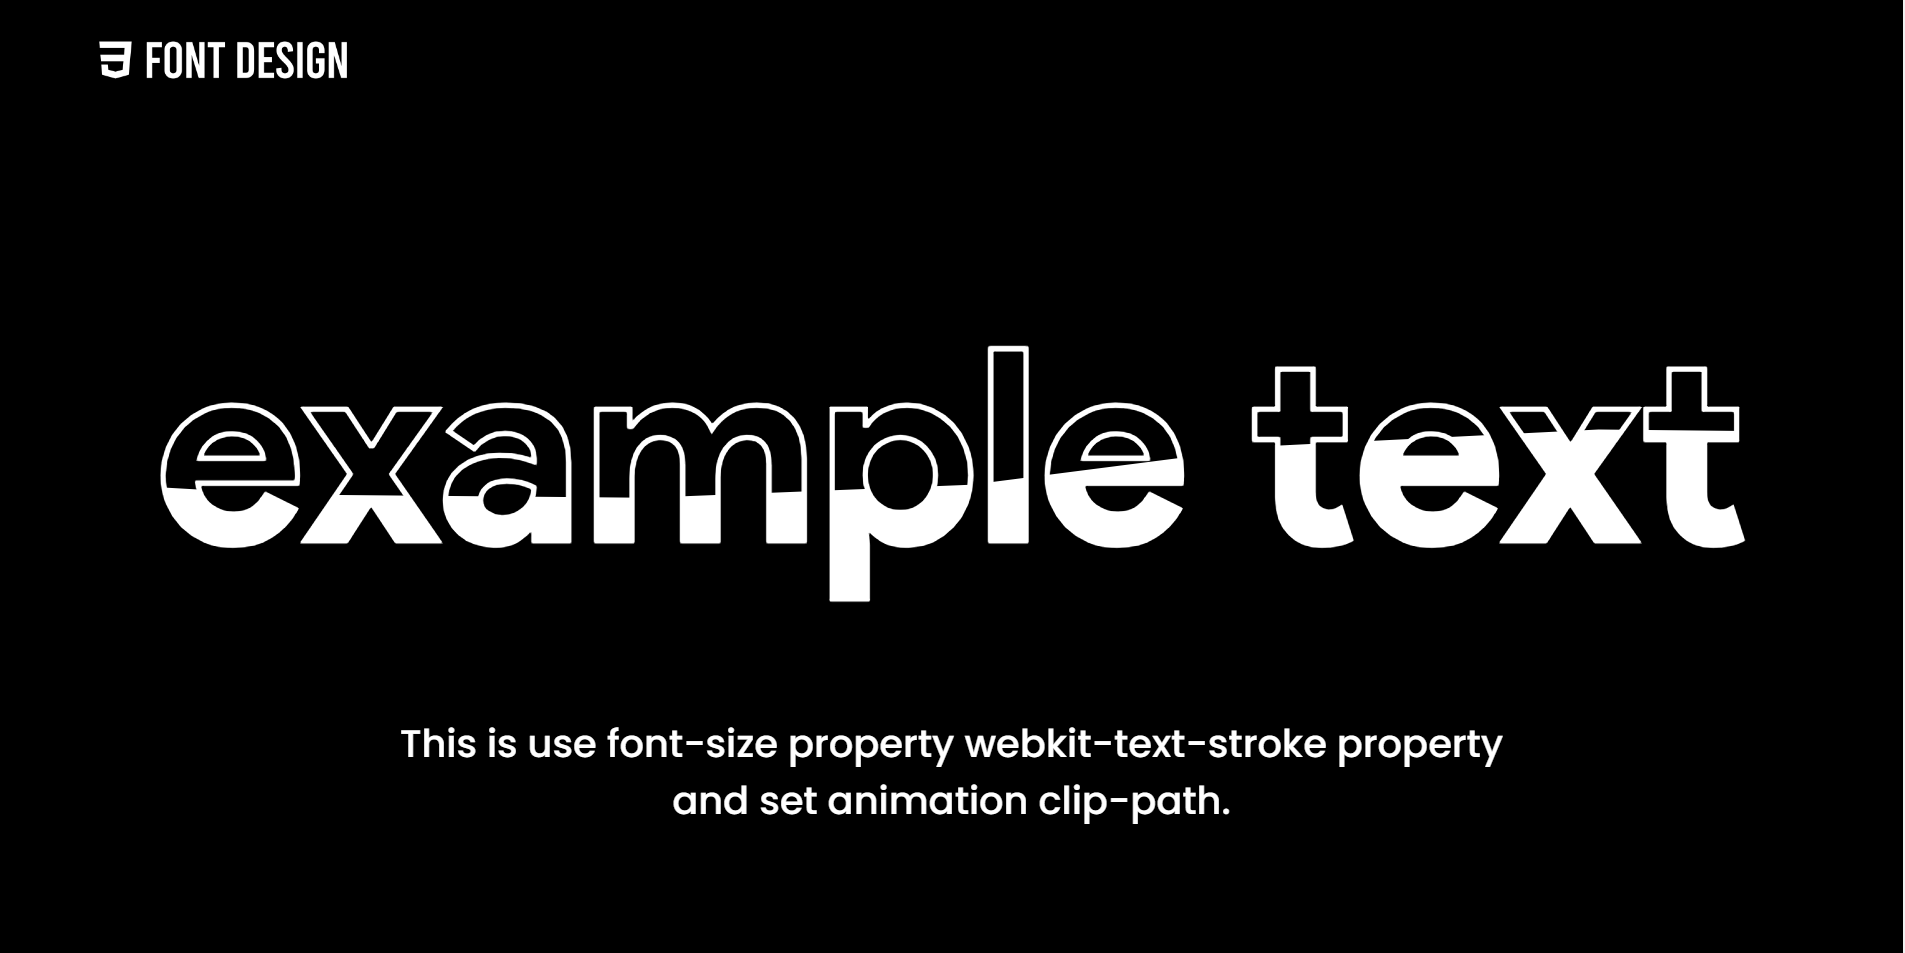 FONT DESIGN
example text
This is use font-size property webkit-text-stroke property
and set animation clip-path.